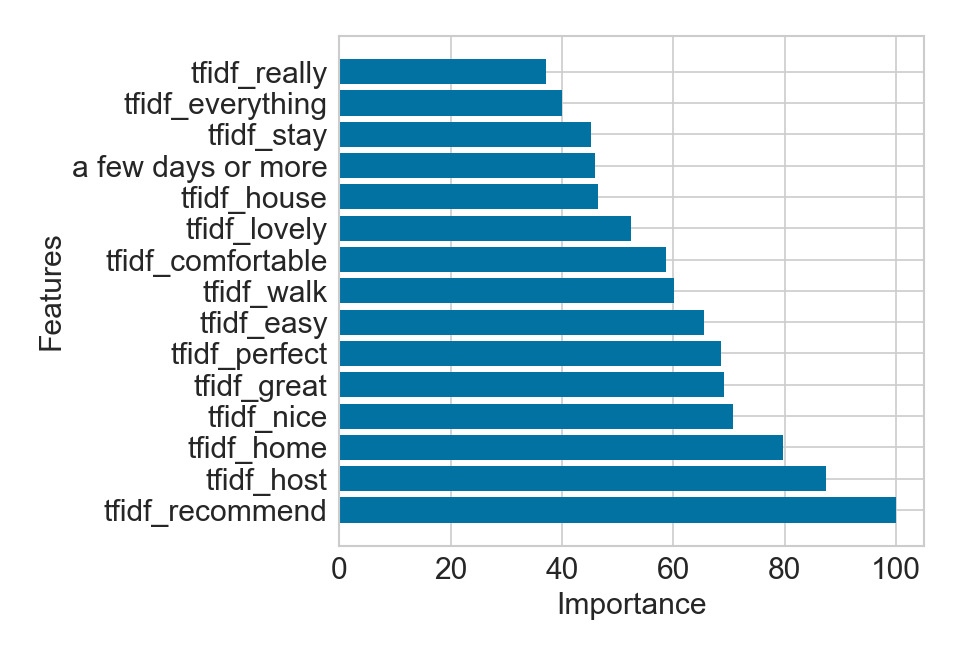 tfidf_really
tfidf_everything
tfidf_stay
a few days or more
tfidf_house
tfidf_lovely
tfidf_comfortable
tfidf_walk
tfidf_easy
tfidf_perfect
tfidf_great
tfidf_nice
tfidf_home
tfidf_host
tfidf_recommend
Features
0 20 40 60 80 100
Importance